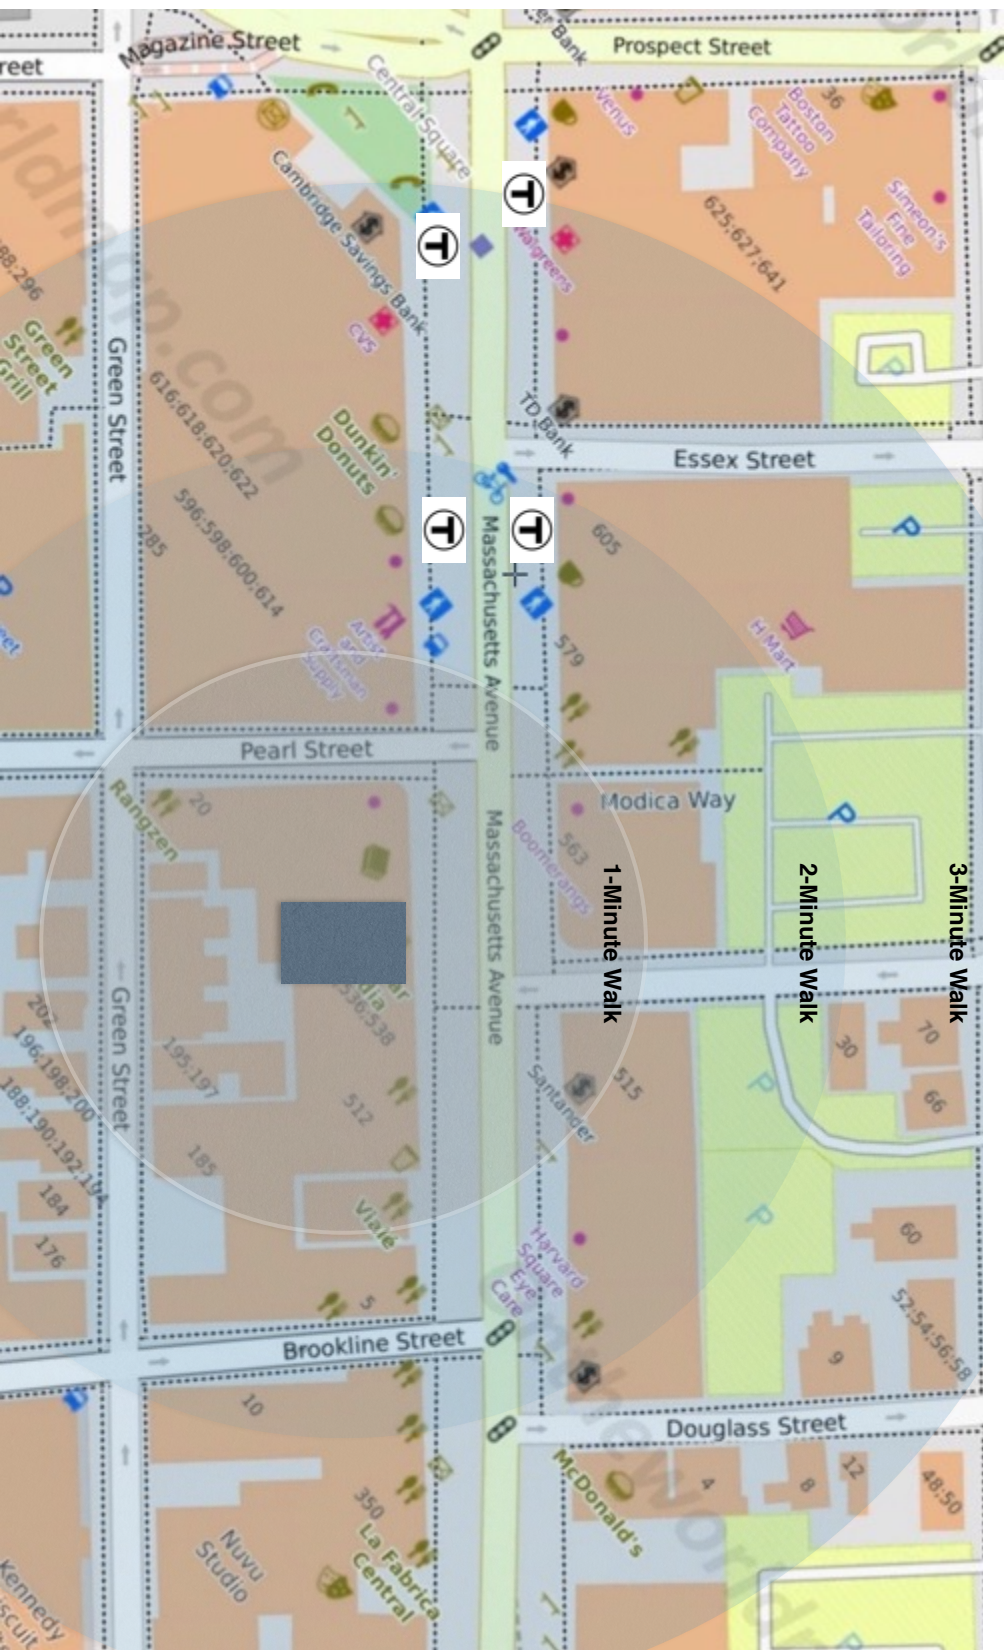 Magazine Street
Prospect Street
Central Square
Venus
Boston
Tattoo
Company
36
Simeon's
Fine
Tailoring
625;627;641
Cambridge Savings Bank
T
T
Walgreens
CVS
Green
Street
Grill
Green Street
616;618;620;622
Dunkin'
Donuts
TD Bank
Essex Street
P
596;598;600;614
285
T
T
605
P
Massachusetts Avenue
Artist
and
Craftsman
Supply
579
H Mart
Pearl Street
Modica Way
P
Rangzen
20
Boomerangs
563
Massachusetts Avenue
1-Minute Walk
2-Minute Walk
3-Minute Walk
536;538
Green Street
202
196;198;200
188;190;192;194
195;197
512
Santander
515
30
70
66
P
184
185
176
Viale
Harvard
Square
Eye
Care
P
60
5
52;54;56;58
9
Brookline Street
10
Douglass Street
McDonald's
4
8
12
48;50
350
Nuvu
Studio
La Fabrica
Central
Kennedy
P